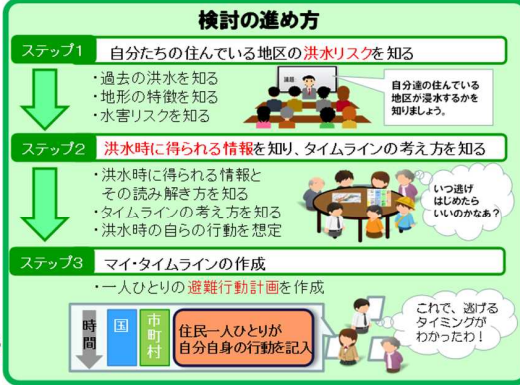 検討の進め方
ステップ1 自分たちの住んでいる地区の洪水リスクを知る
・過去の洪水を知る
・地形の特徴を知る
・水害リスクを知る
講題:
自分達の住んでいる
地区が浸水するかを
知りましょう。
ステップ2 洪水時に得られる情報を知り、タイムラインの考え方を知る
・洪水時に得られる情報と
その読み解き方を知る
・タイムラインの考え方を知る
・洪水時の自らの行動を想定
いつ逃げ
はじめたら
いいのかなあ?
ステップ3 マイ・タイムラインの作成
・一人ひとりの避難行動計画を作成
時間
国
市町村
住民一人ひとりが
自分自身の行動を記入
これで、逃げる
タイミングが
わかったわ!